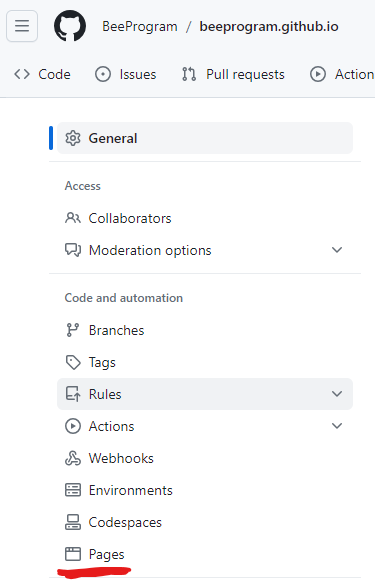 BeeProgram / beeprogram.github.io
Code Issues Pull requests Action
General
Access
Collaborators
Moderation options
Code and automation
Branches
Tags
Rules
Actions
Webhooks
Environments
Codespaces
Pages